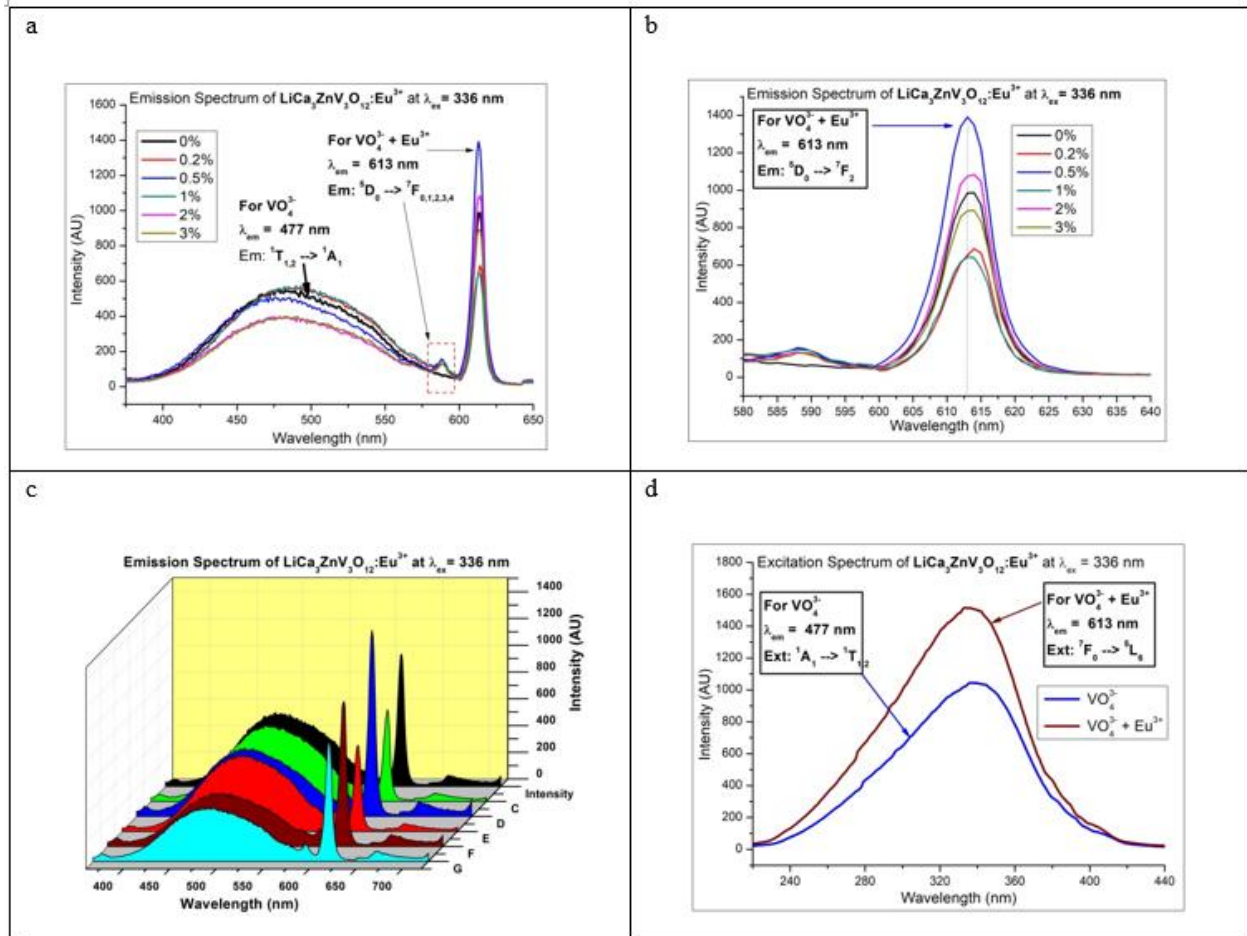 a
Emission Spectrum of LiCa₃ZnV₃O₁₂:Eu³⁺ at λₑₓ = 336 nm
1600
1400
1200
1000
800
600
400
200
0
Intensity (AU)
0%
0.2%
0.5%
1%
2%
3%
For VO₄³⁻
λₑₘ = 477 nm
Em: ¹T₁,₂ --> ¹A₁
For VO₄³⁻ + Eu³⁺
λₑₘ = 613 nm
Em: ⁵D₀ --> ⁷F₀,₁,₂,₃,₄
400 450 500 550 600 650
Wavelength (nm)
b
Emission Spectrum of LiCa₃ZnV₃O₁₂:Eu³⁺ at λₑₓ = 336 nm
1400
1200
1000
800
600
400
200
0
Intensity (AU)
For VO₄³⁻ + Eu³⁺
λₑₘ = 613 nm
Em: ⁵D₀ --> ⁷F₂
0%
0.2%
0.5%
1%
2%
3%
580 585 590 595 600 605 610 615 620 625 630 635 640
Wavelength (nm)
c
Emission Spectrum of LiCa₃ZnV₃O₁₂:Eu³⁺ at λₑₓ = 336 nm
1400
1200
1000
800
600
400
200
0
Intensity (AU)
Intensity
C
D
E
F
G
400 450 500 550 600 650 700
Wavelength (nm)
d
Excitation Spectrum of LiCa₃ZnV₃O₁₂:Eu³⁺ at λₑₓ = 336 nm
1800
1600
1400
1200
1000
800
600
400
200
0
Intensity (AU)
For VO₄³⁻
λₑₘ = 477 nm
Ext: ¹A₁ --> ¹T₁,₂
For VO₄³⁻ + Eu³⁺
λₑₘ = 613 nm
Ext: ⁷F₀ --> ⁵L₆
VO₄³⁻
VO₄³⁻ + Eu³⁺
240 280 320 360 400 440
Wavelength (nm)